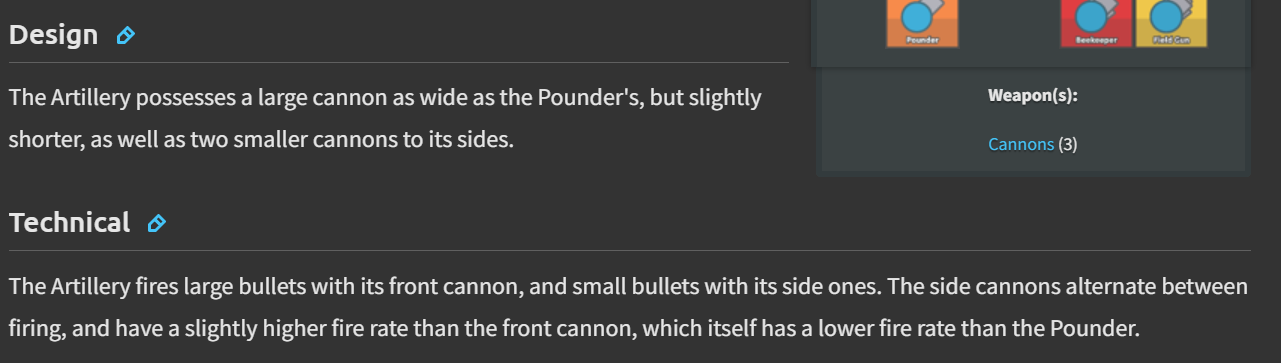 Design
The Artillery possesses a large cannon as wide as the Pounder's, but slightly
shorter, as well as two smaller cannons to its sides.
Pounder
Beekeeper
Field Gun
Weapon(s):
Cannons (3)
Technical
The Artillery fires large bullets with its front cannon, and small bullets with its side ones. The side cannons alternate between
firing, and have a slightly higher fire rate than the front cannon, which itself has a lower fire rate than the Pounder.